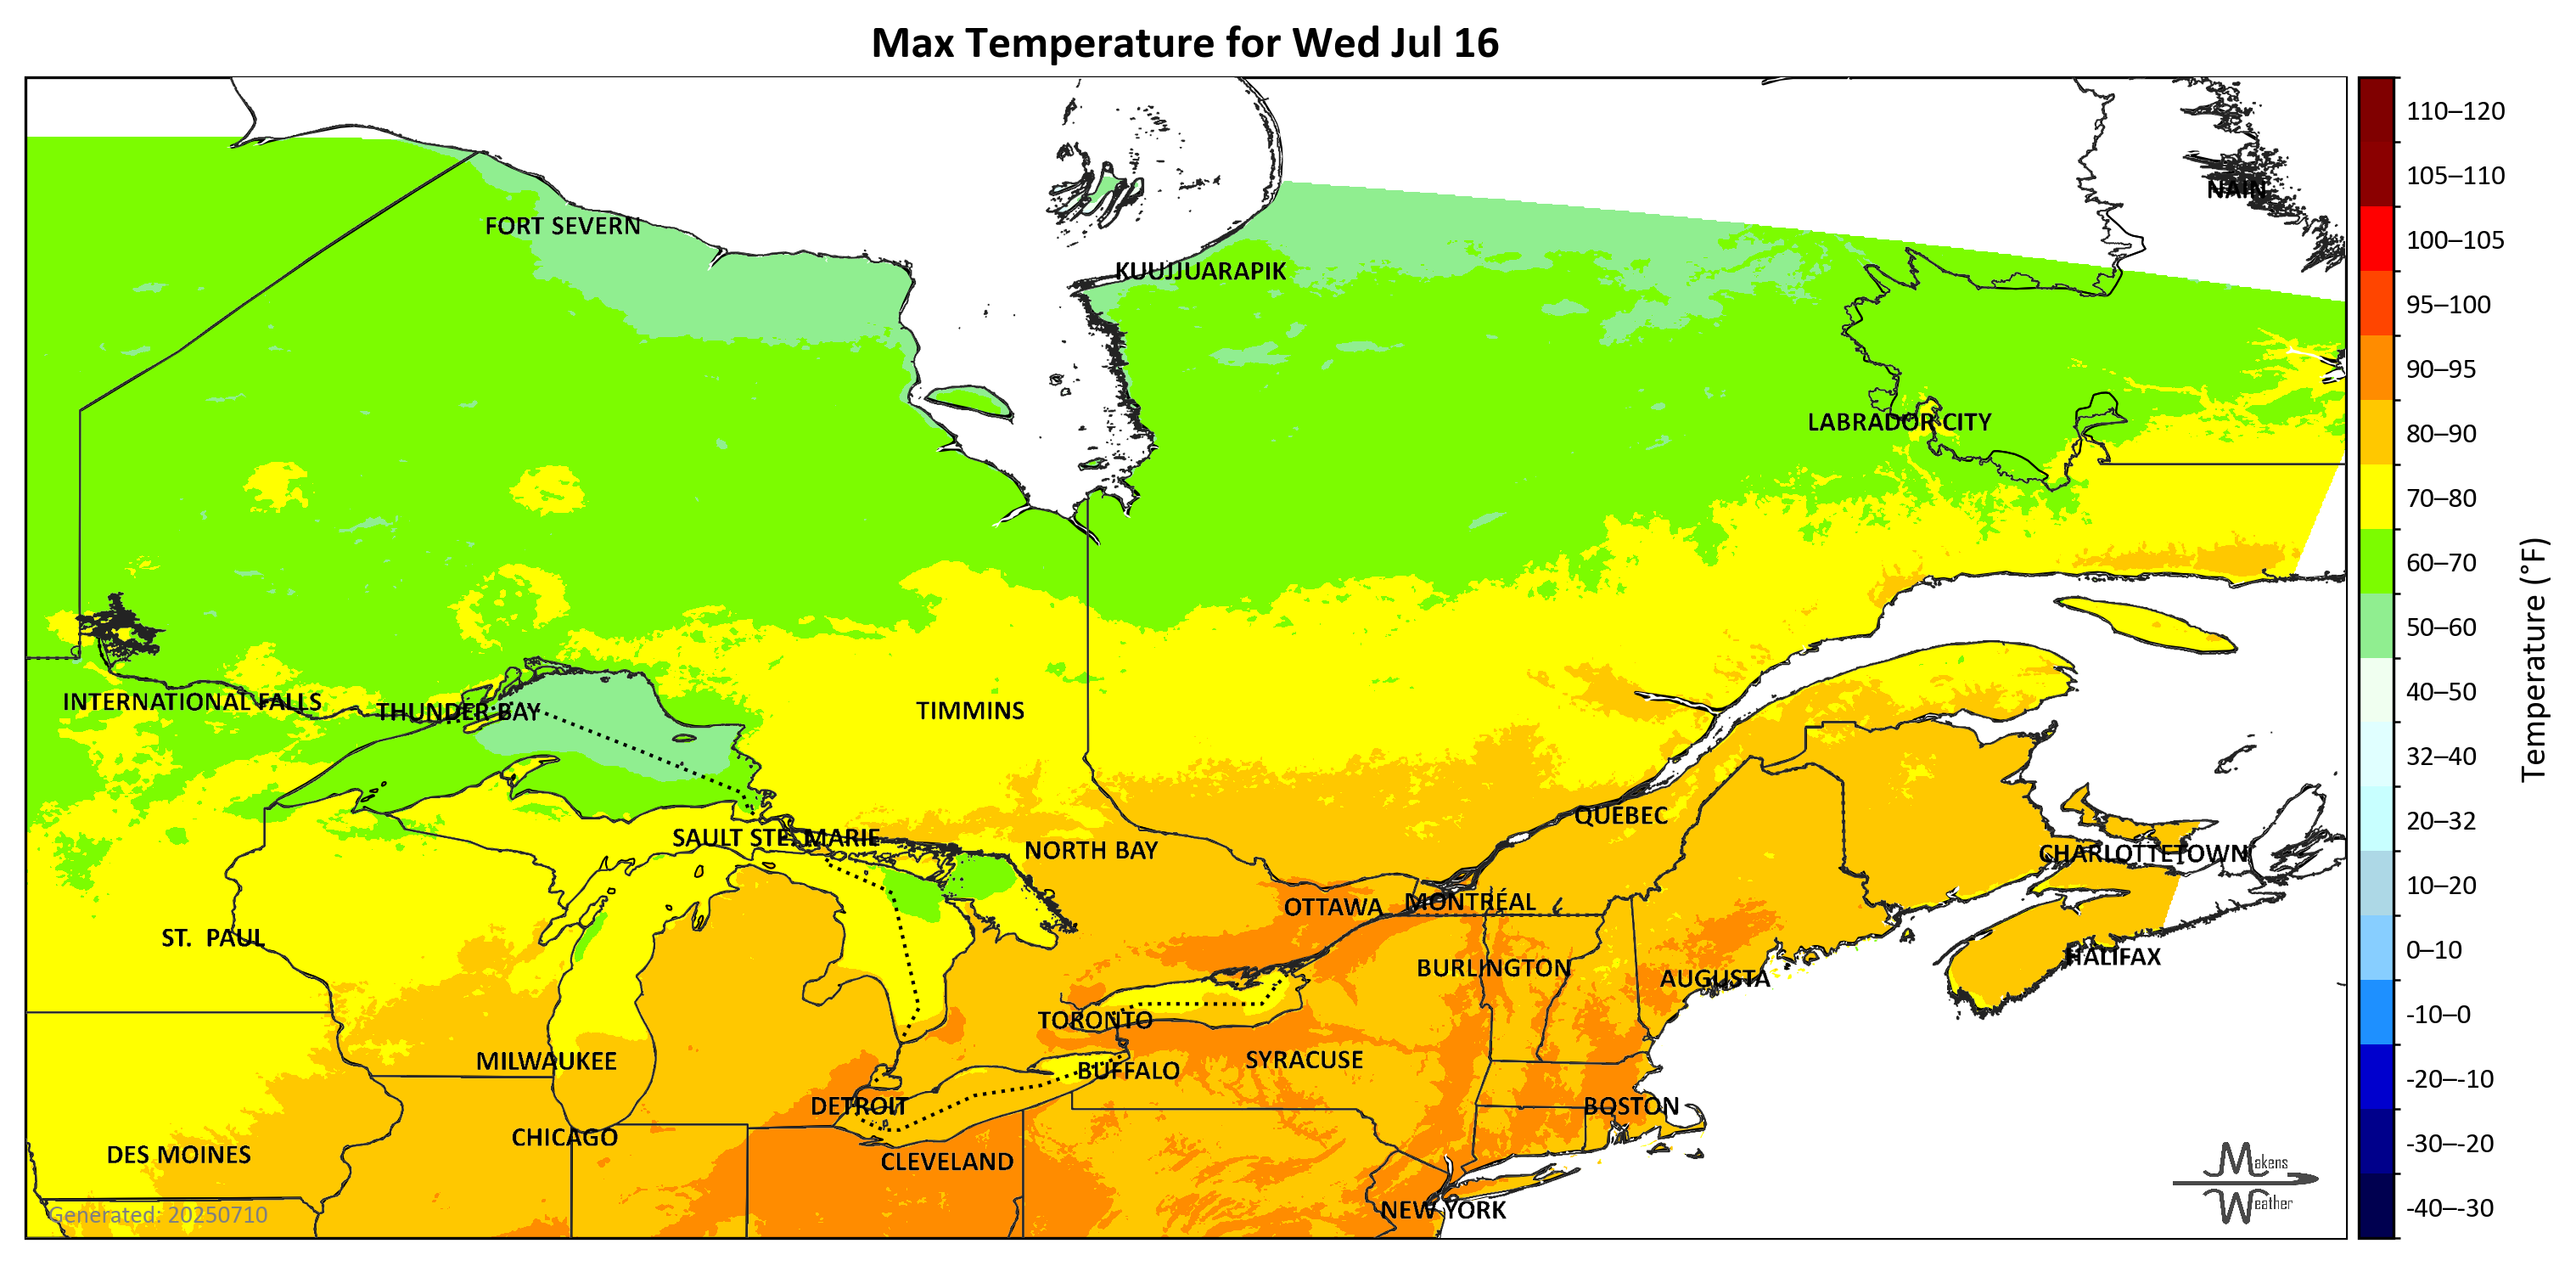 Max Temperature for Wed Jul 16
110–120
105–110
NAIN
FORT SEVERN
100–105
KUUJJUARAPIK
95–100
90–95
LABRADOR CITY
80–90
70–80
60–70
50–60
Temperature (°F)
INTERNATIONAL FALLS
THUNDER BAY
TIMMINS
40–50
32–40
QUEBEC
20–32
SAULT STE. MARIE
NORTH BAY
CHARLOTTETOWN
10–20
OTTAWA
MONTRÉAL
ST. PAUL
0–10
HALIFAX
BURLINGTON
AUGUSTA
-10–0
TORONTO
MILWAUKEE
SYRACUSE
BUFFALO
-20–-10
DETROIT
BOSTON
CHICAGO
-30–-20
DES MOINES
CLEVELAND
Makens
Weather
-40–-30
NEW YORK
Generated: 20250710